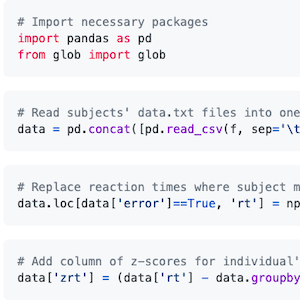 # Import necessary packages
import pandas as pd
from glob import glob
# Read subjects' data.txt files into one
data = pd.concat([pd.read_csv(f, sep='\t
# Replace reaction times where subject m
data.loc[data['error']==True, 'rt'] = np
# Add column of z-scores for individual'
data['zrt'] = (data['rt'] - data.groupby